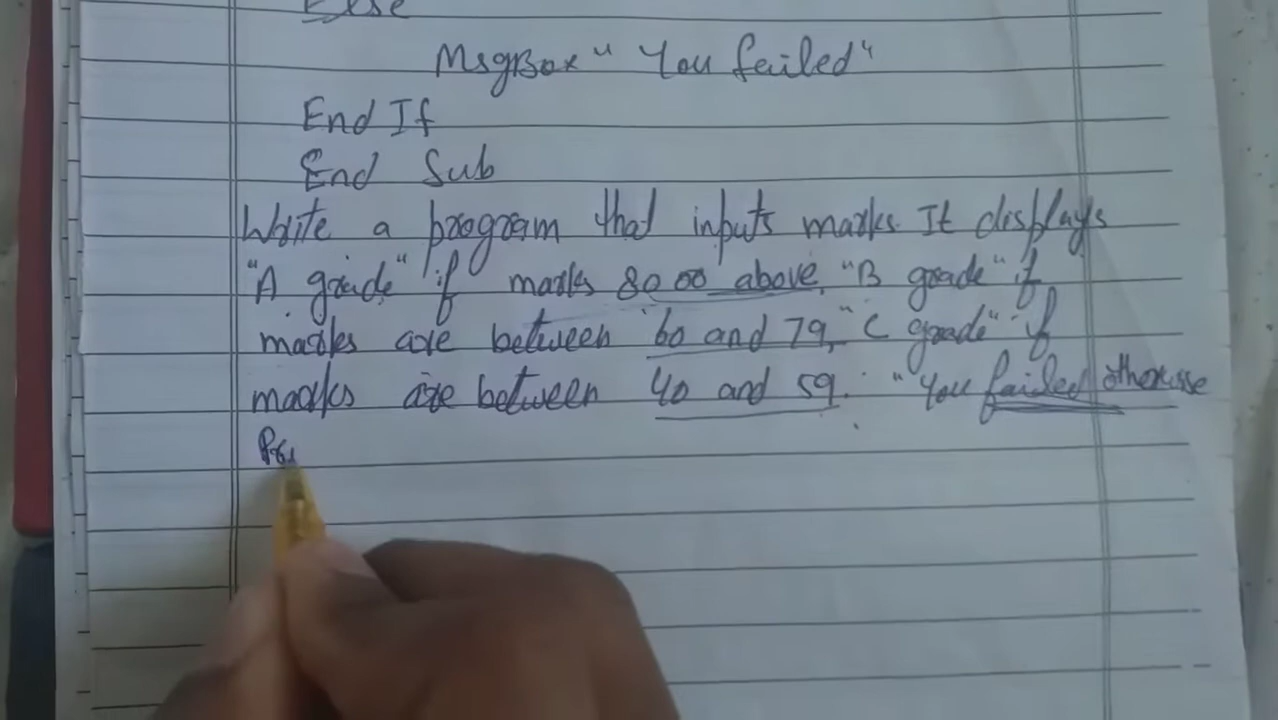 Else
MsgBox "You failed"
End If
End Sub
Write a program that inputs marks. It displays
"A grade" if marks 80 or above, "B grade" if
marks are between 60 and 79, "C grade" if
marks are between 40 and 59. "You failed otherwise